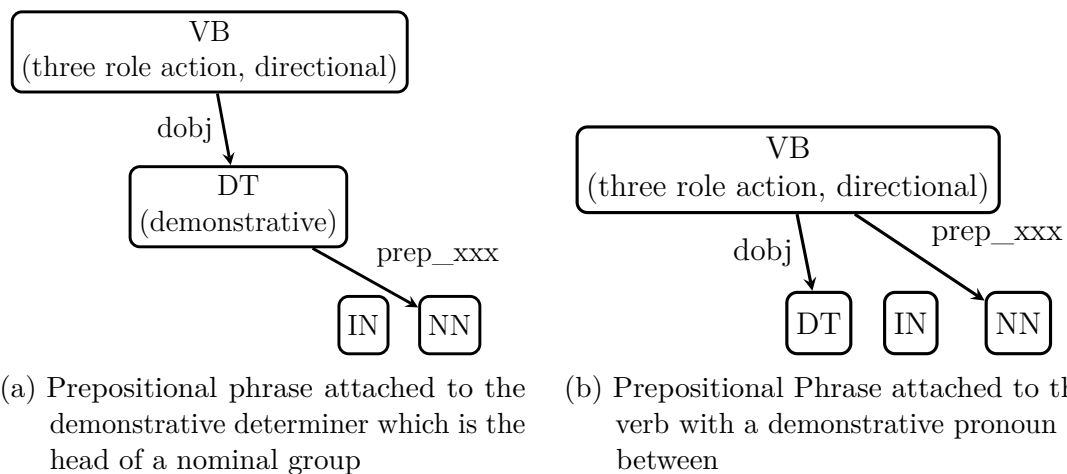 VB
(three role action, directional)
dobj
DT
(demonstrative)
prep_xxx
IN
NN
(a) Prepositional phrase attached to the
demonstrative determiner which is the
head of a nominal group
VB
(three role action, directional)
dobj
prep_xxx
DT
IN
NN
(b) Prepositional Phrase attached to th
verb with a demonstrative pronoun
between